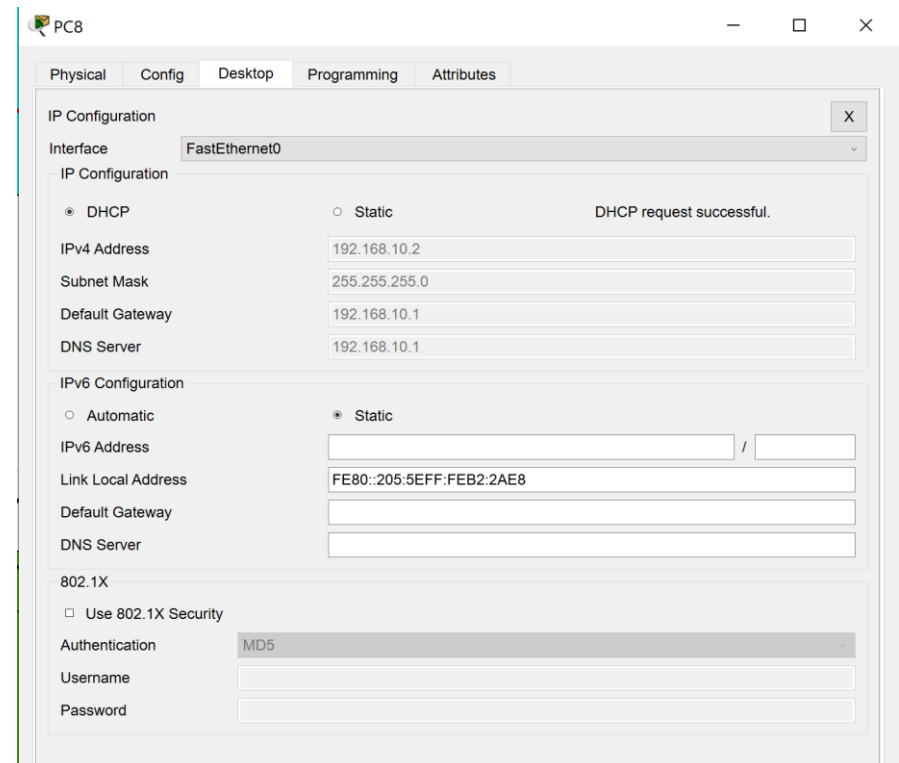 PC8
Physical Config Desktop Programming Attributes
IP Configuration X
Interface FastEthernet0
IP Configuration
DHCP Static DHCP request successful.
IPv4 Address 192.168.10.2
Subnet Mask 255.255.255.0
Default Gateway 192.168.10.1
DNS Server 192.168.10.1
IPv6 Configuration
Automatic Static
IPv6 Address /
Link Local Address FE80::205:5EFF:FEB2:2AE8
Default Gateway
DNS Server
802.1X
Use 802.1X Security
Authentication MD5
Username
Password